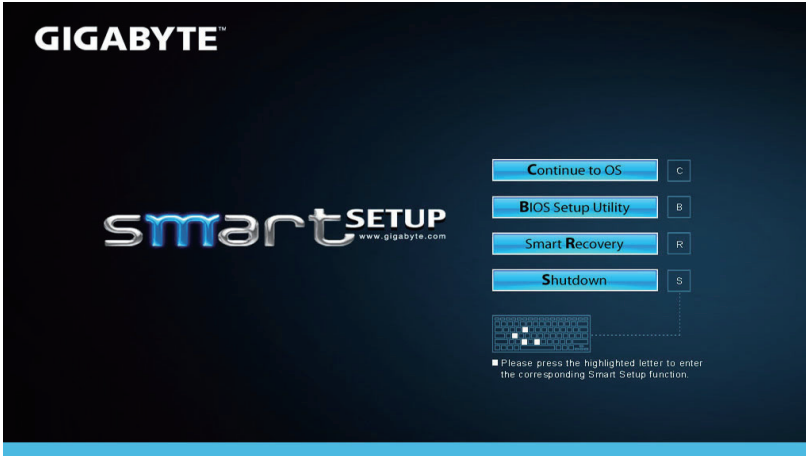 GIGABYTE™
smart SETUP
www.gigabyte.com
Continue to OS C
BIOS Setup Utility B
Smart Recovery R
Shutdown S
Please press the highlighted letter to enter
the corresponding Smart Setup function.